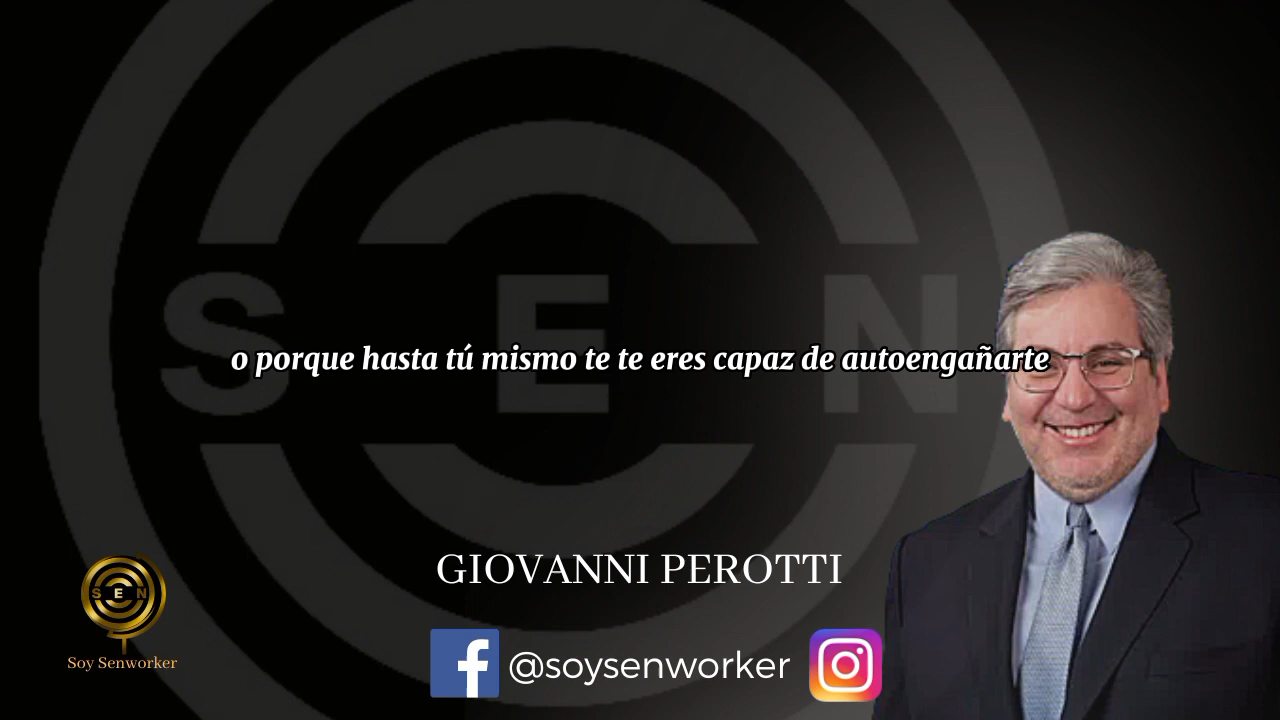 S E N
o porque hasta tú mismo te te eres capaz de autoengañarte
GIOVANNI PEROTTI
S E N
Soy Senworker
@soysenworker